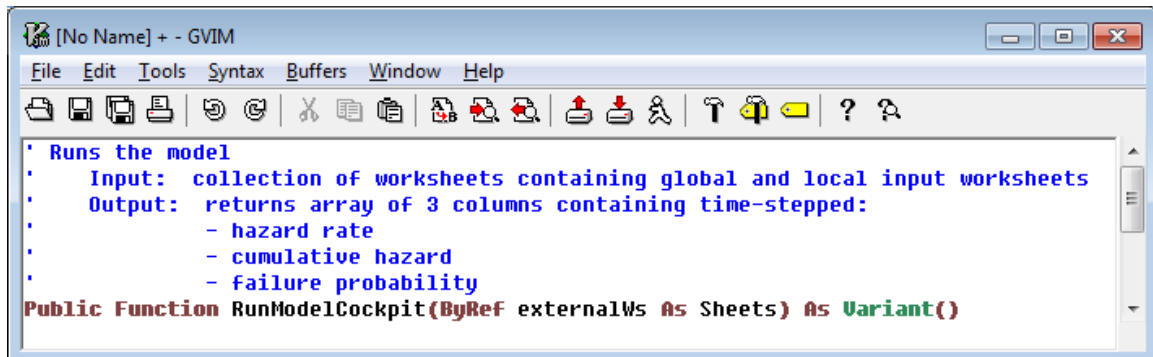 [No Name] + - GVIM
File Edit Tools Syntax Buffers Window Help
' Runs the model
'    Input:  collection of worksheets containing global and local input worksheets
'    Output:  returns array of 3 columns containing time-stepped:
'             - hazard rate
'             - cumulative hazard
'             - failure probability
Public Function RunModelCockpit(ByRef externalWs As Sheets) As Variant()